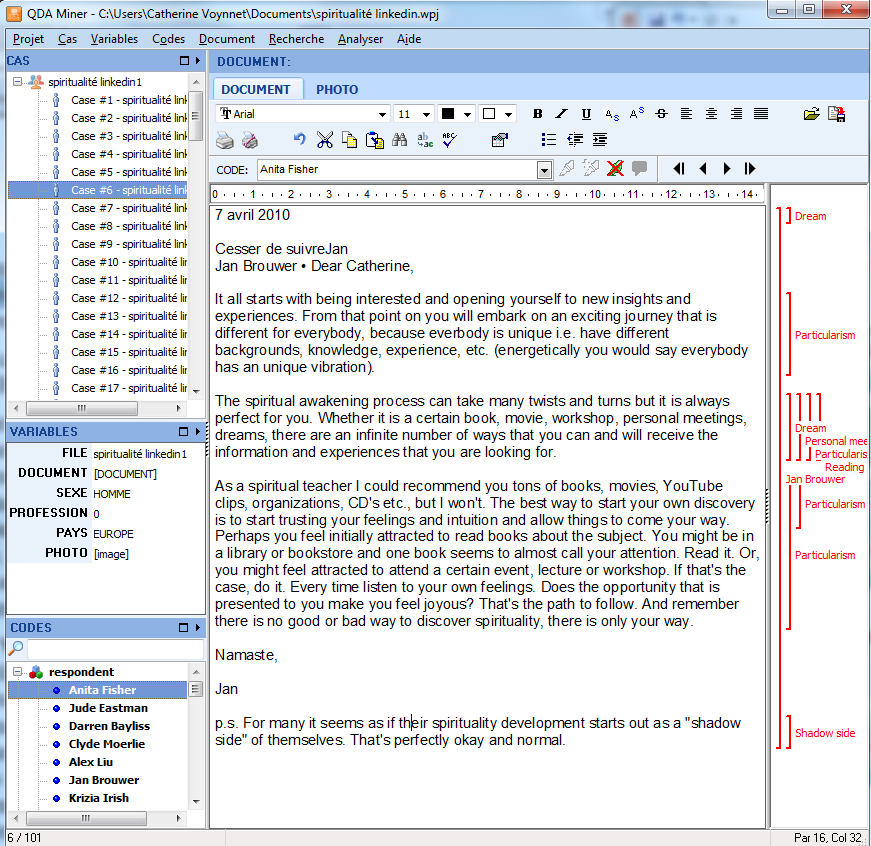 QDA Miner - C:\Users\Catherine Voynnet\Documents\spiritualité linkedin.wpj
Projet Cas Variables Codes Document Recherche Analyser Aide
CAS
spiritualité linkedin1
Case #1 - spiritualité link
Case #2 - spiritualité link
Case #3 - spiritualité link
Case #4 - spiritualité link
Case #5 - spiritualité link
Case #6 - spiritualité link
Case #7 - spiritualité link
Case #8 - spiritualité link
Case #9 - spiritualité link
Case #10 - spiritualité lir
Case #11 - spiritualité lir
Case #12 - spiritualité lir
Case #13 - spiritualité lir
Case #14 - spiritualité lir
Case #15 - spiritualité lir
Case #16 - spiritualité lir
Case #17 - spiritualité lir
VARIABLES
FILE spiritualité linkedin1
DOCUMENT [DOCUMENT]
SEXE HOMME
PROFESSION 0
PAYS EUROPE
PHOTO [image]
CODES
respondent
Anita Fisher
Jude Eastman
Darren Bayliss
Clyde Moerlie
Alex Liu
Jan Brouwer
Krizia Irish
DOCUMENT:
DOCUMENT PHOTO
Arial 11
CODE: Anita Fisher
0 1 2 3 4 5 6 7 8 9 10 11 12 13 14
7 avril 2010
Cesser de suivreJan
Jan Brouwer • Dear Catherine,
It all starts with being interested and opening yourself to new insights and
experiences. From that point on you will embark on an exciting journey that is
different for everybody, because everbody is unique i.e. have different
backgrounds, knowledge, experience, etc. (energetically you would say everybody
has an unique vibration).
The spiritual awakening process can take many twists and turns but it is always
perfect for you. Whether it is a certain book, movie, workshop, personal meetings,
dreams, there are an infinite number of ways that you can and will receive the
information and experiences that you are looking for.
As a spiritual teacher I could recommend you tons of books, movies, YouTube
clips, organizations, CD's etc., but I won't. The best way to start your own discovery
is to start trusting your feelings and intuition and allow things to come your way.
Perhaps you feel initially attracted to read books about the subject. You might be in
a library or bookstore and one book seems to almost call your attention. Read it. Or,
you might feel attracted to attend a certain event, lecture or workshop. If that's the
case, do it. Every time listen to your own feelings. Does the opportunity that is
presented to you make you feel joyous? That's the path to follow. And remember
there is no good or bad way to discover spirituality, there is only your way.
Namaste,
Jan
p.s. For many it seems as if their spirituality development starts out as a "shadow
side" of themselves. That's perfectly okay and normal.
Dream
Particularism
Dream
Personal mee
Particularis
Reading
Jan Brouwer
Particularism
Particularism
Shadow side
6 / 101
Par 16, Col 32